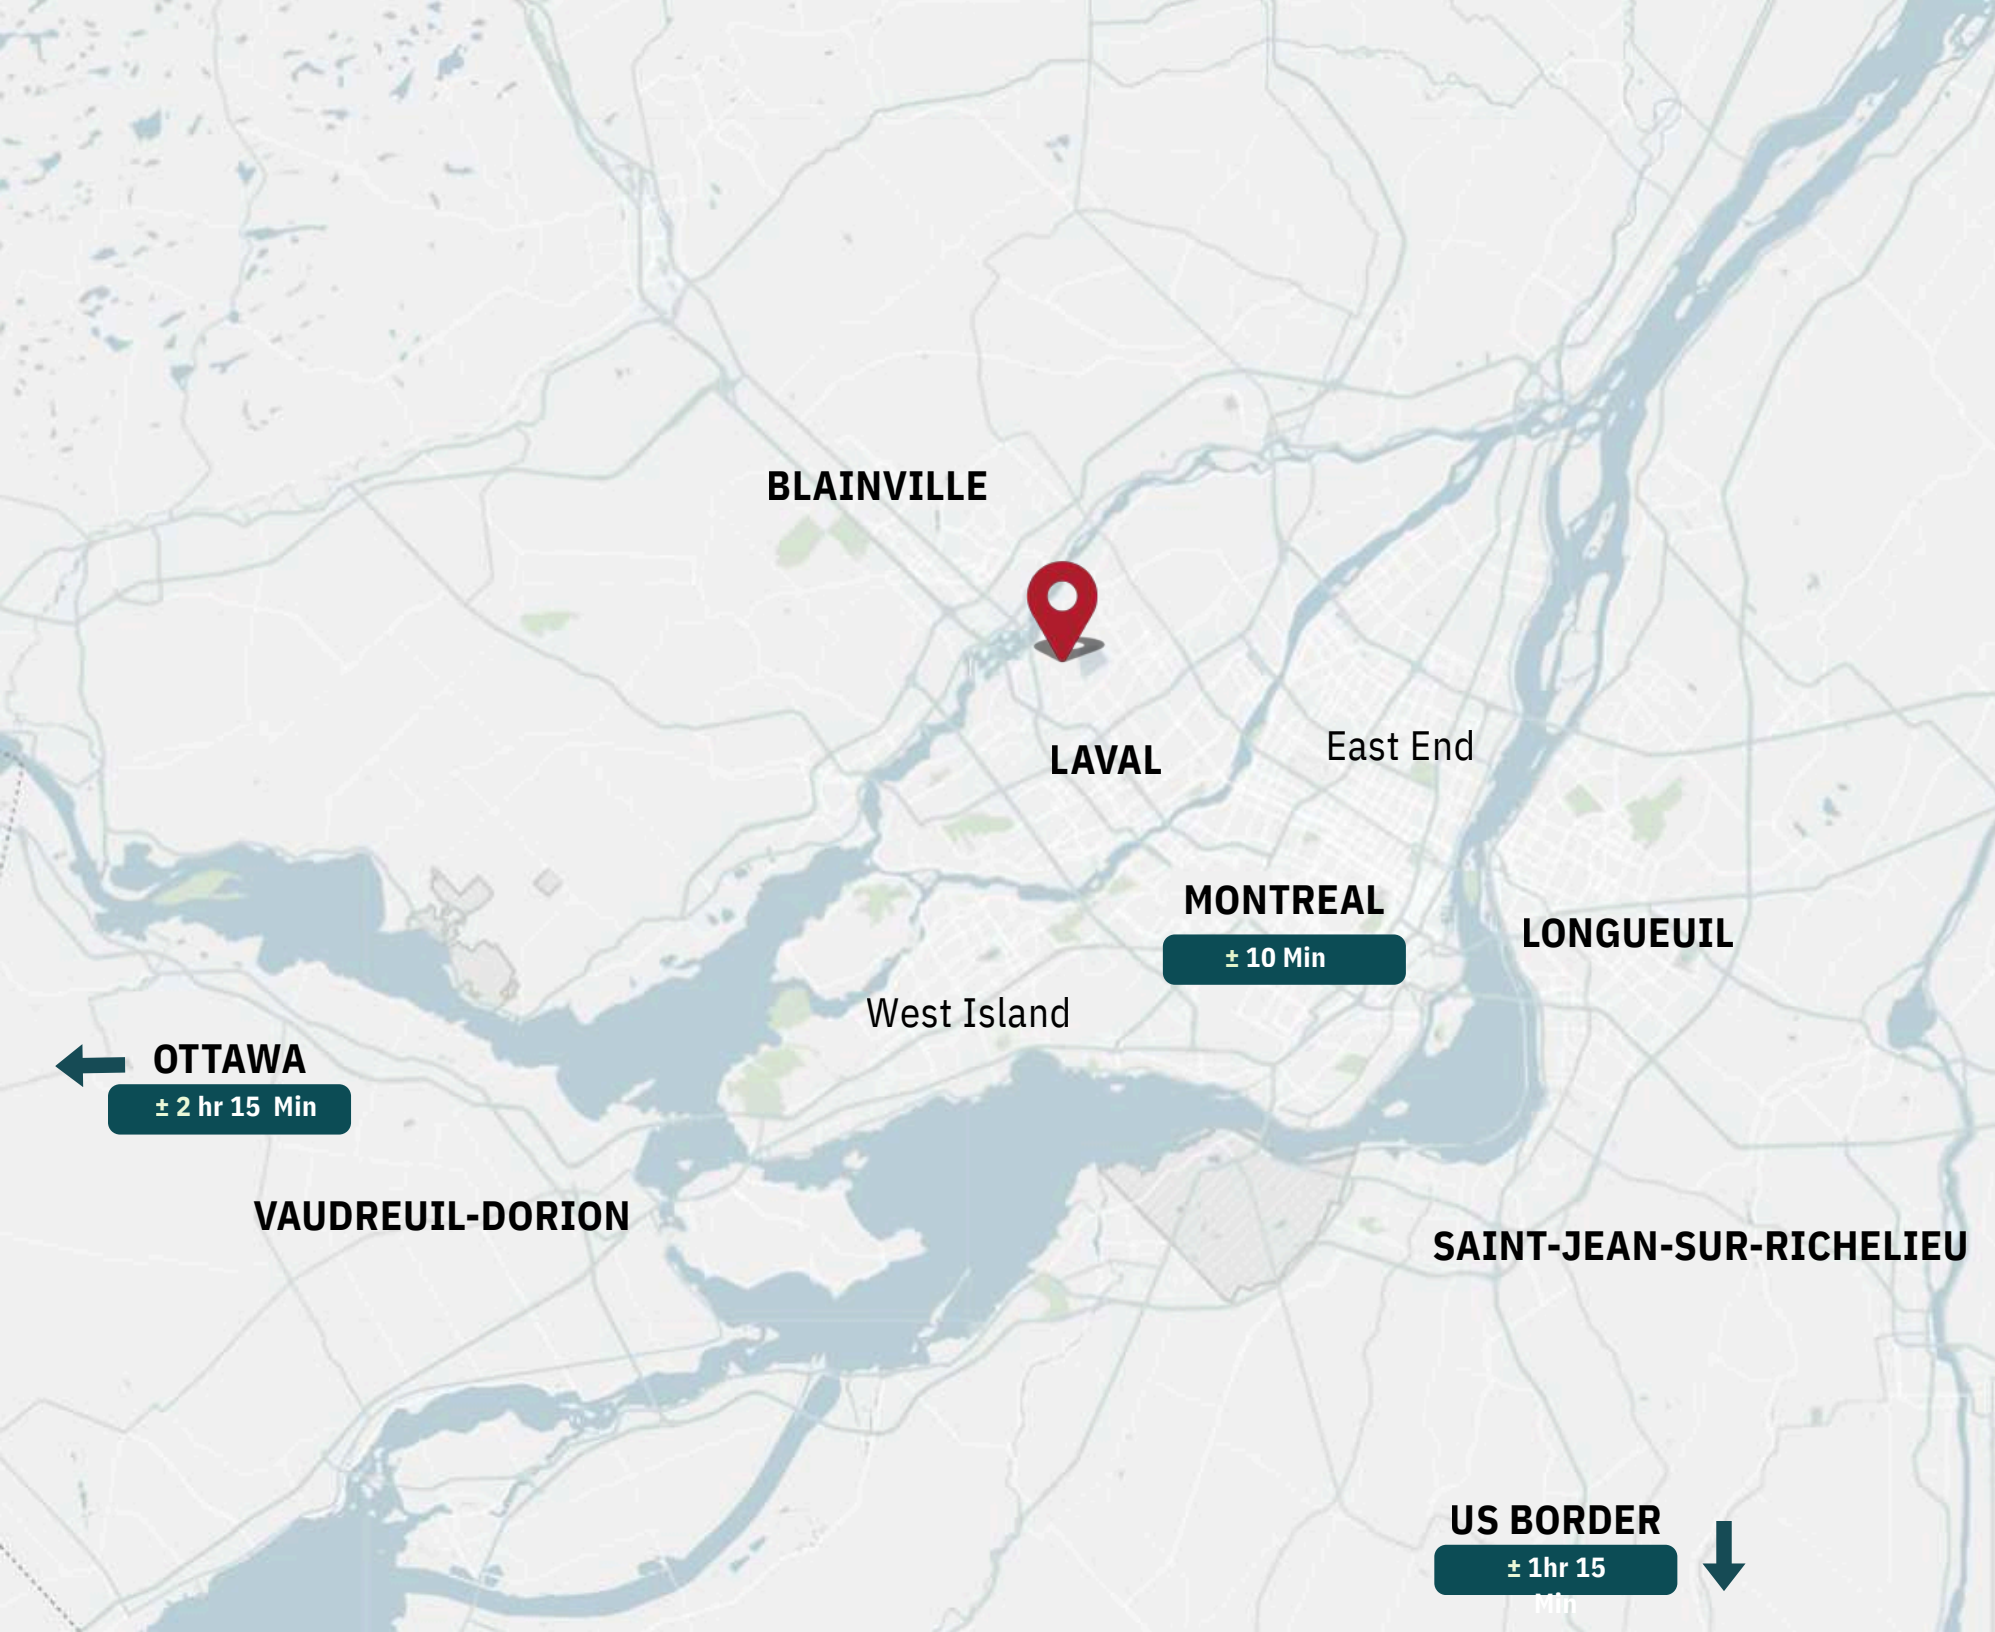 BLAINVILLE
East End
LAVAL
MONTREAL
± 10 Min
LONGUEUIL
West Island
OTTAWA
± 2 hr 15 Min
VAUDREUIL-DORION
SAINT-JEAN-SUR-RICHELIEU
US BORDER
± 1hr 15
Min